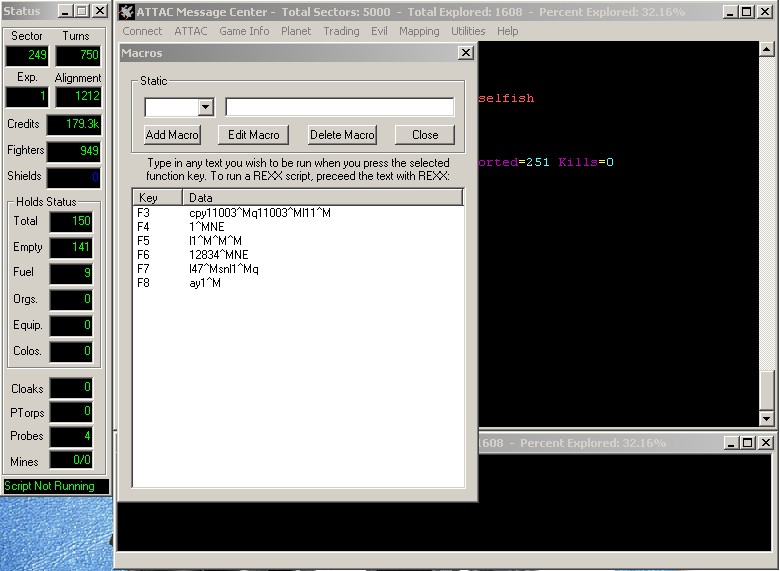 Status
Sector Turns
249 750
Exp. Alignment
1 1212
Credits 179.3k
Fighters 949
Shields 0
Holds Status
Total 150
Empty 141
Fuel 9
Orgs. 0
Equip. 0
Colos. 0
Cloaks 0
PTorps 0
Probes 4
Mines 0/0
Script Not Running
ATTAC Message Center - Total Sectors: 5000 - Total Explored: 1608 - Percent Explored: 32.16%
Connect ATTAC Game Info Planet Trading Evil Mapping Utilities Help
Macros
Static
Add Macro Edit Macro Delete Macro Close
Type in any text you wish to be run when you press the selected
function key. To run a REXX script, preceed the text with REXX:
Key Data
F3 cpy11003^Mq11003^Ml11^M
F4 1^MNE
F5 l1^M^M^M
F6 12834^MNE
F7 l47^Msnl1^Mq
F8 ay1^M
selfish
orted=251 Kills=0
608 - Percent Explored: 32.16%